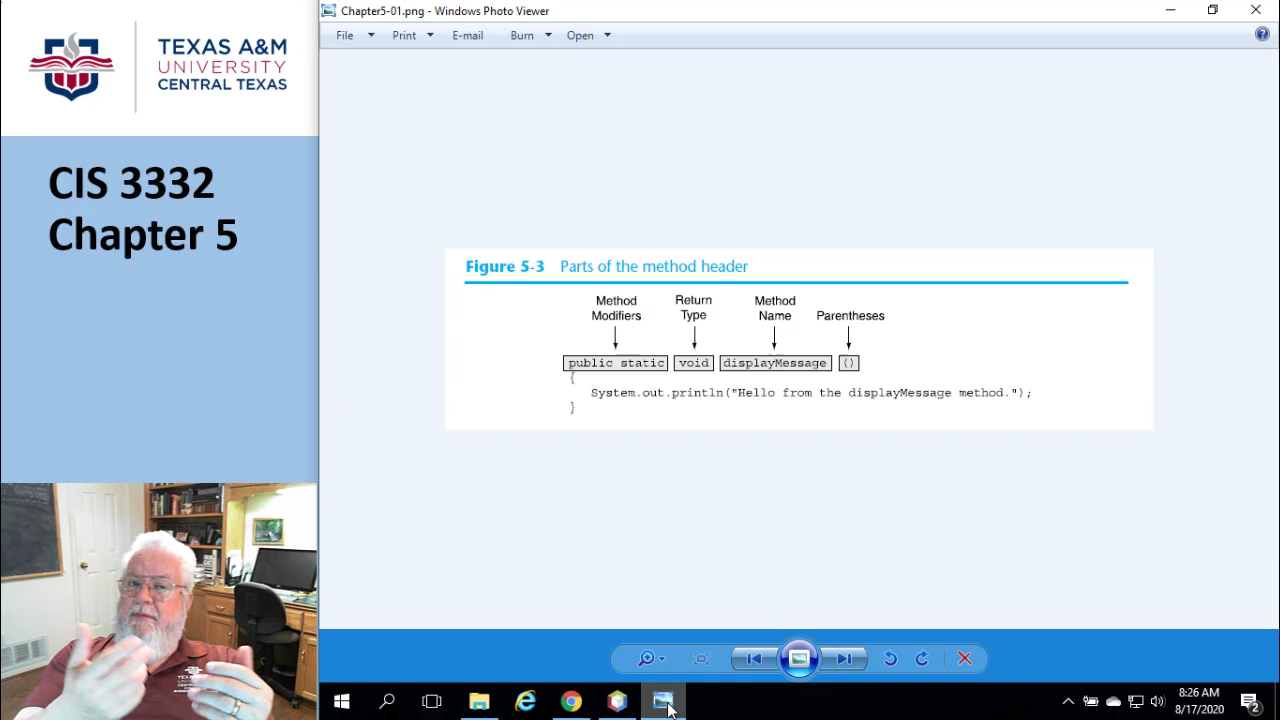 TEXAS A&M
UNIVERSITY
CENTRAL TEXAS
CIS 3332
Chapter 5
Chapter5-01.png - Windows Photo Viewer
File Print E-mail Burn Open
Figure 5-3 Parts of the method header
Method Modifiers
Return Type
Method Name
Parentheses
public static void displayMessage ()
{
System.out.println("Hello from the displayMessage method.");
}
8:26 AM
8/17/2020
2